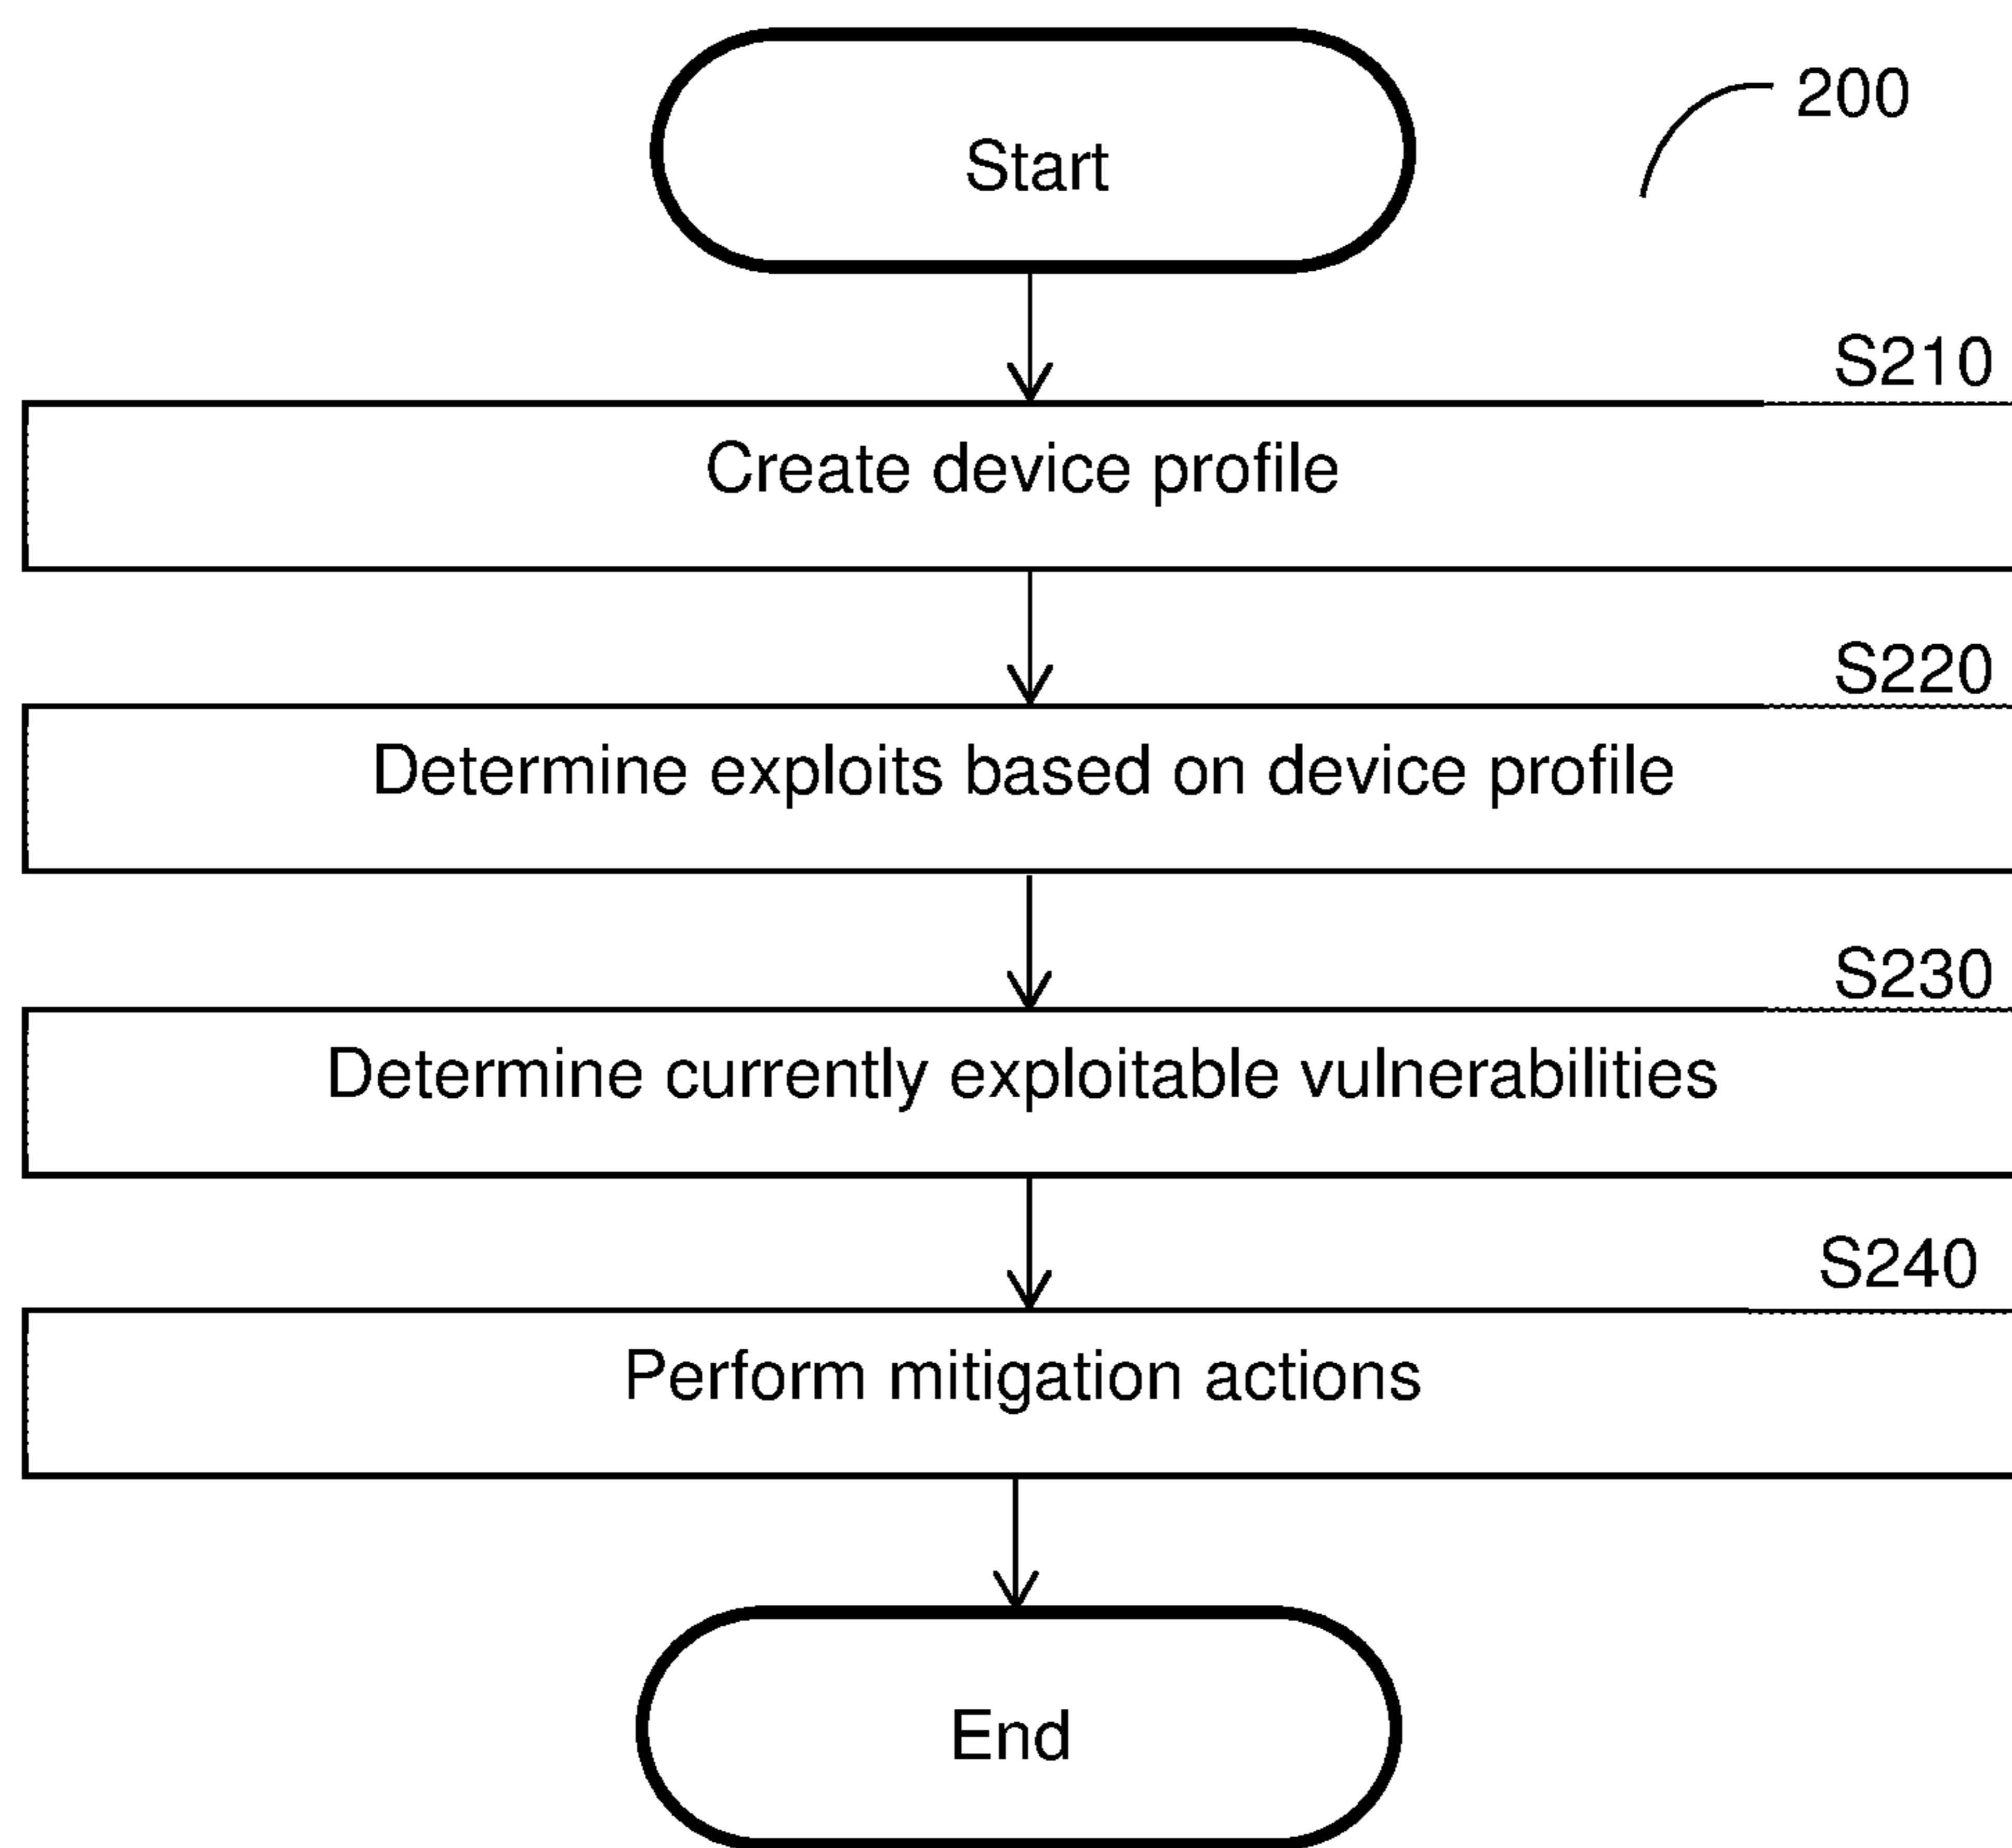 Start
200
S210
Create device profile
S220
Determine exploits based on device profile
S230
Determine currently exploitable vulnerabilities
S240
Perform mitigation actions
End